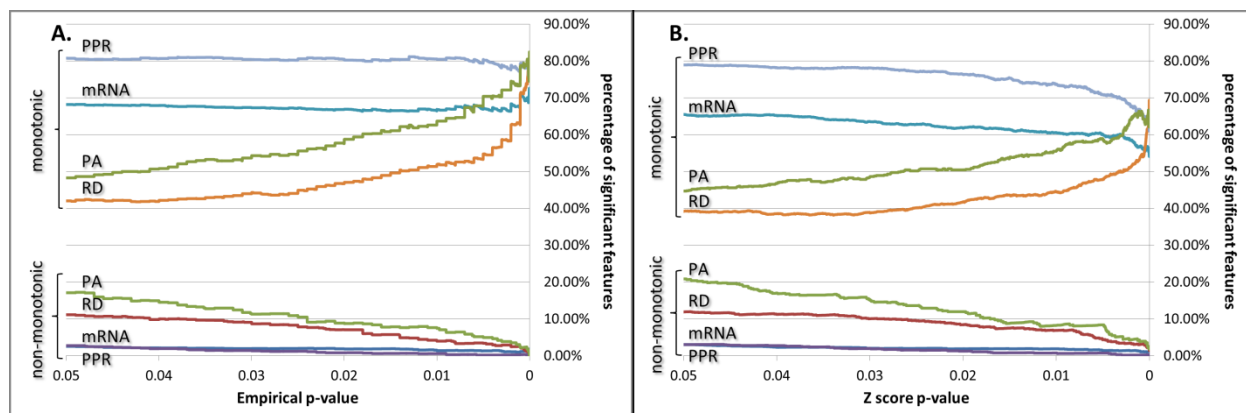 A.
PPR
mRNA
PA
RD
monotonic
PA
RD
mRNA
PPR
non-monotonic
90.00%
80.00%
70.00%
60.00%
50.00%
40.00%
30.00%
20.00%
10.00%
0.00%
percentage of significant features
0.05 0.04 0.03 0.02 0.01 0
Empirical p-value
B.
PPR
mRNA
PA
RD
monotonic
PA
RD
mRNA
PPR
non-monotonic
90.00%
80.00%
70.00%
60.00%
50.00%
40.00%
30.00%
20.00%
10.00%
0.00%
percentage of significant features
0.05 0.04 0.03 0.02 0.01 0
Z score p-value